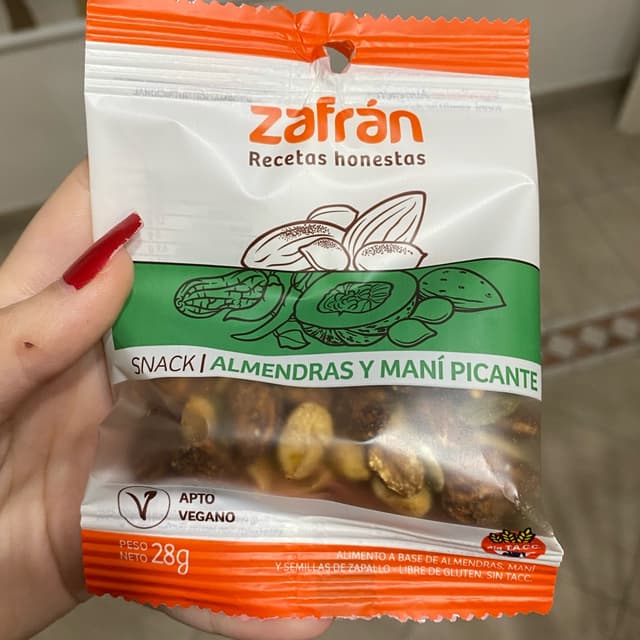 zafrán
Recetas honestas
SNACK | ALMENDRAS Y MANÍ PICANTE
APTO
VEGANO
PESO
NETO 28g
SIN T.A.C.C.
ALIMENTO A BASE DE ALMENDRAS, MANÍ
Y SEMILLAS DE ZAPALLO - LIBRE DE GLUTEN. SIN TACC.